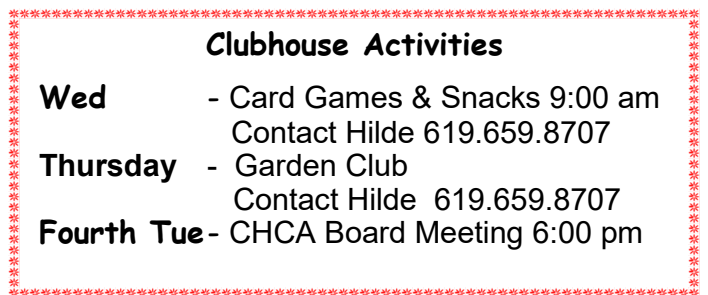 Clubhouse Activities
Wed - Card Games & Snacks 9:00 am
Contact Hilde 619.659.8707
Thursday - Garden Club
Contact Hilde 619.659.8707
Fourth Tue - CHCA Board Meeting 6:00 pm